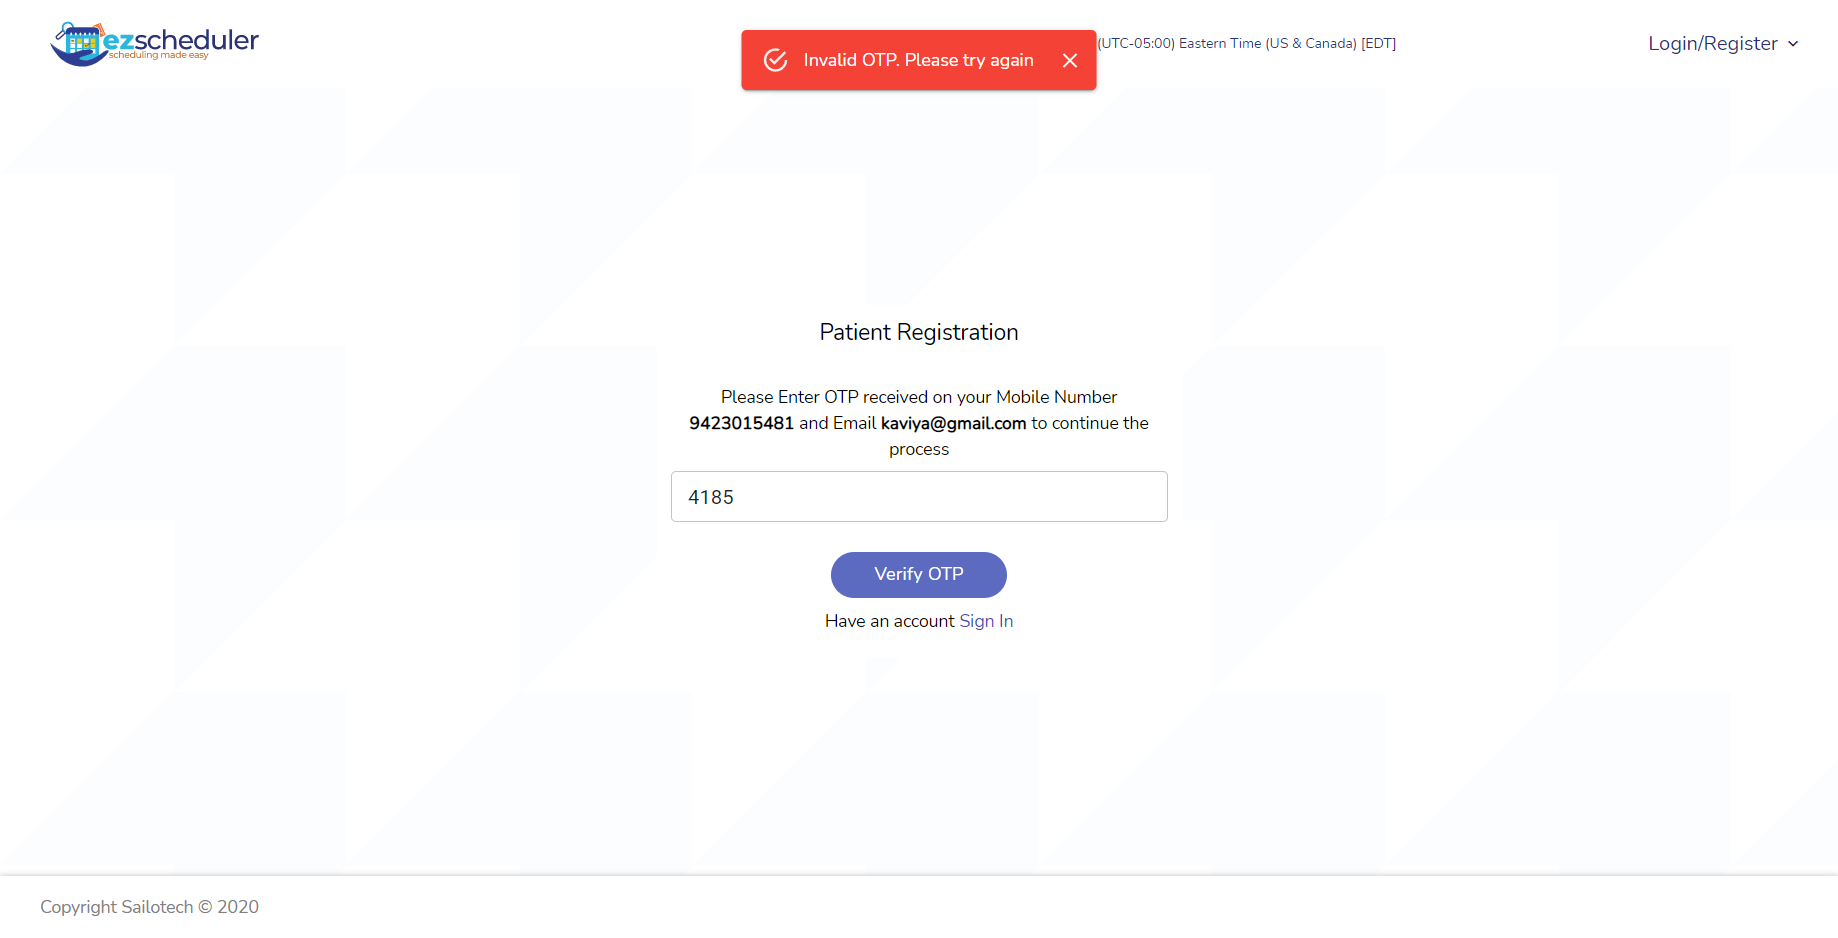 ezscheduler
scheduling made easy
Invalid OTP. Please try again
(UTC-05:00) Eastern Time (US & Canada) [EDT]
Login/Register
Patient Registration
Please Enter OTP received on your Mobile Number
9423015481 and Email kaviya@gmail.com to continue the
process
4185
Verify OTP
Have an account Sign In
Copyright Sailotech © 2020